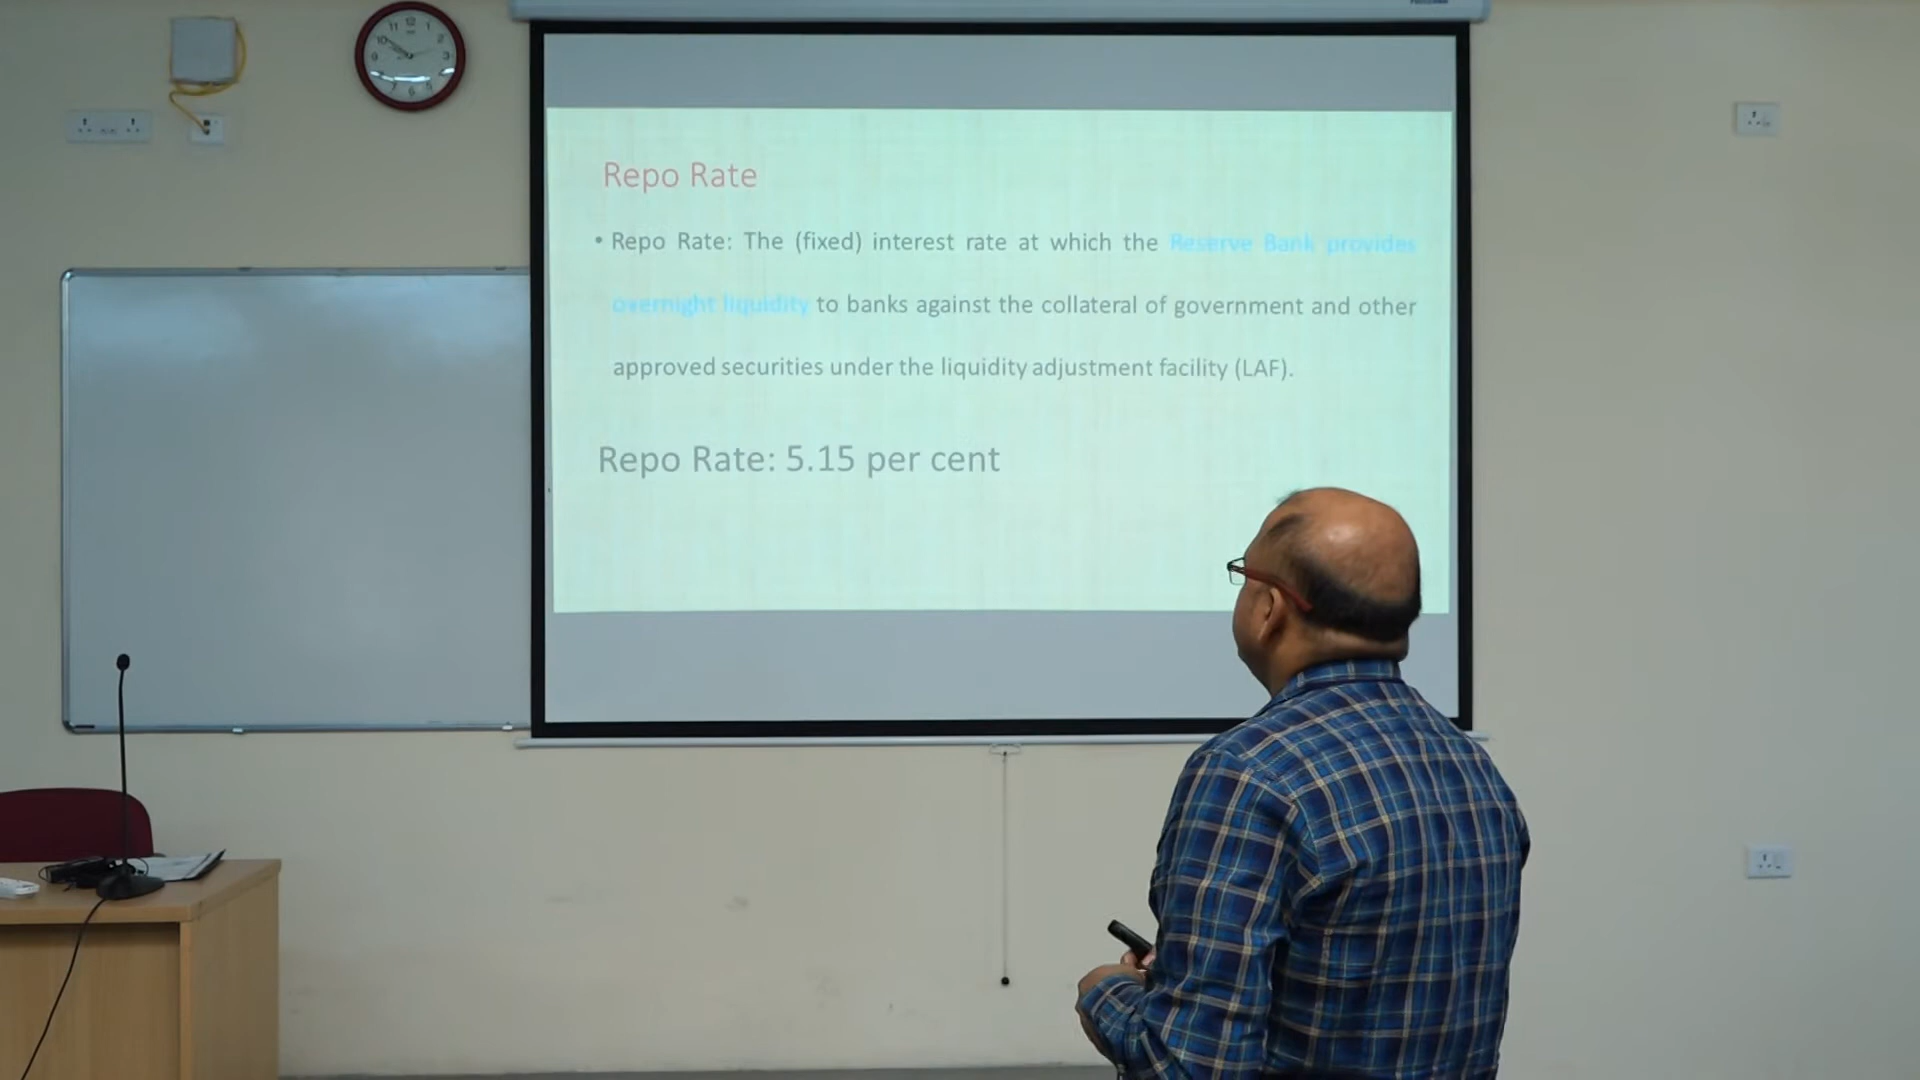 Repo Rate
• Repo Rate: The (fixed) interest rate at which the Reserve Bank provides
overnight liquidity to banks against the collateral of government and other
approved securities under the liquidity adjustment facility (LAF).
Repo Rate: 5.15 per cent